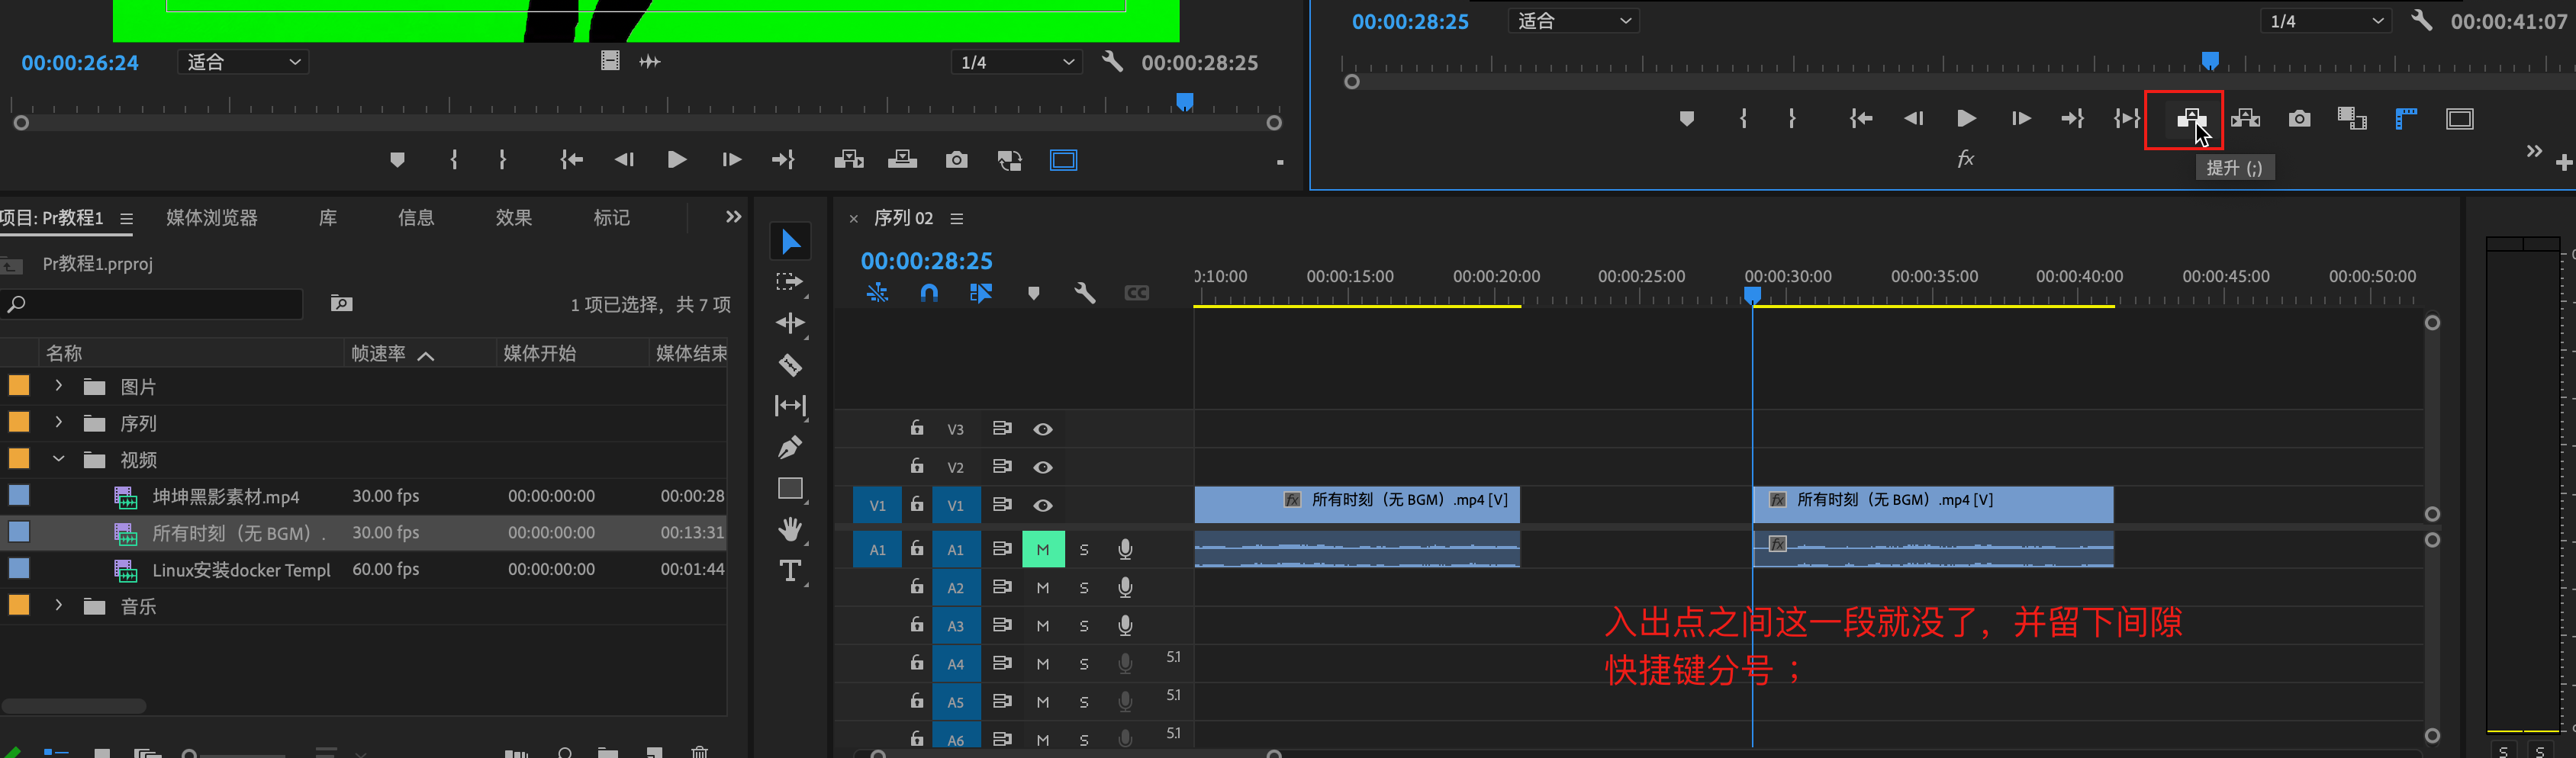 00:00:28:25 适合 1/4 00:00:41:07
00:00:26:24 适合 1/4 00:00:28:25
fx
提升 (;)
项目: Pr教程1 媒体浏览器 库 信息 效果 标记
Pr教程1.prproj
1 项已选择，共 7 项
名称 帧速率 媒体开始 媒体结束
图片
序列
视频
坤坤黑影素材.mp4 30.00 fps 00:00:00:00 00:00:28
所有时刻（无 BGM）. 30.00 fps 00:00:00:00 00:13:31
Linux安装docker Templ 60.00 fps 00:00:00:00 00:01:44
音乐
× 序列 02
00:00:28:25
0:10:00 00:00:15:00 00:00:20:00 00:00:25:00 00:00:30:00 00:00:35:00 00:00:40:00 00:00:45:00 00:00:50:00
CC
V3
V2
V1 V1 fx 所有时刻（无 BGM）.mp4 [V] fx 所有时刻（无 BGM）.mp4 [V]
A1 A1 M S fx
A2 M S
A3 M S
A4 M S 5.1
A5 M S 5.1
A6 M S 5.1
入出点之间这一段就没了，并留下间隙
快捷键分号 ；
S S